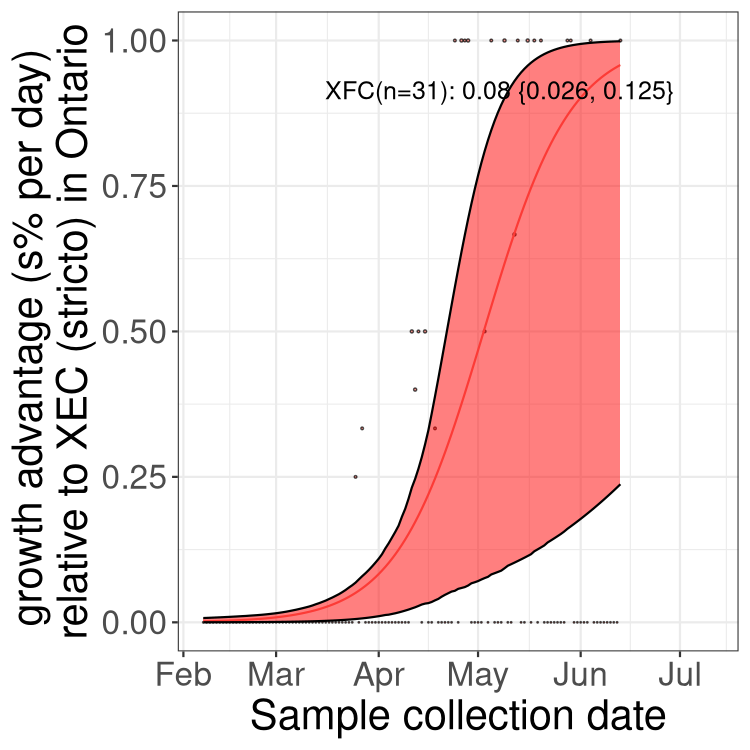 growth advantage (s% per day)
relative to XEC (stricto) in Ontario
1.00
0.75
0.50
0.25
0.00
XFC(n=31): 0.08 {0.026, 0.125}
Feb Mar Apr May Jun Jul
Sample collection date